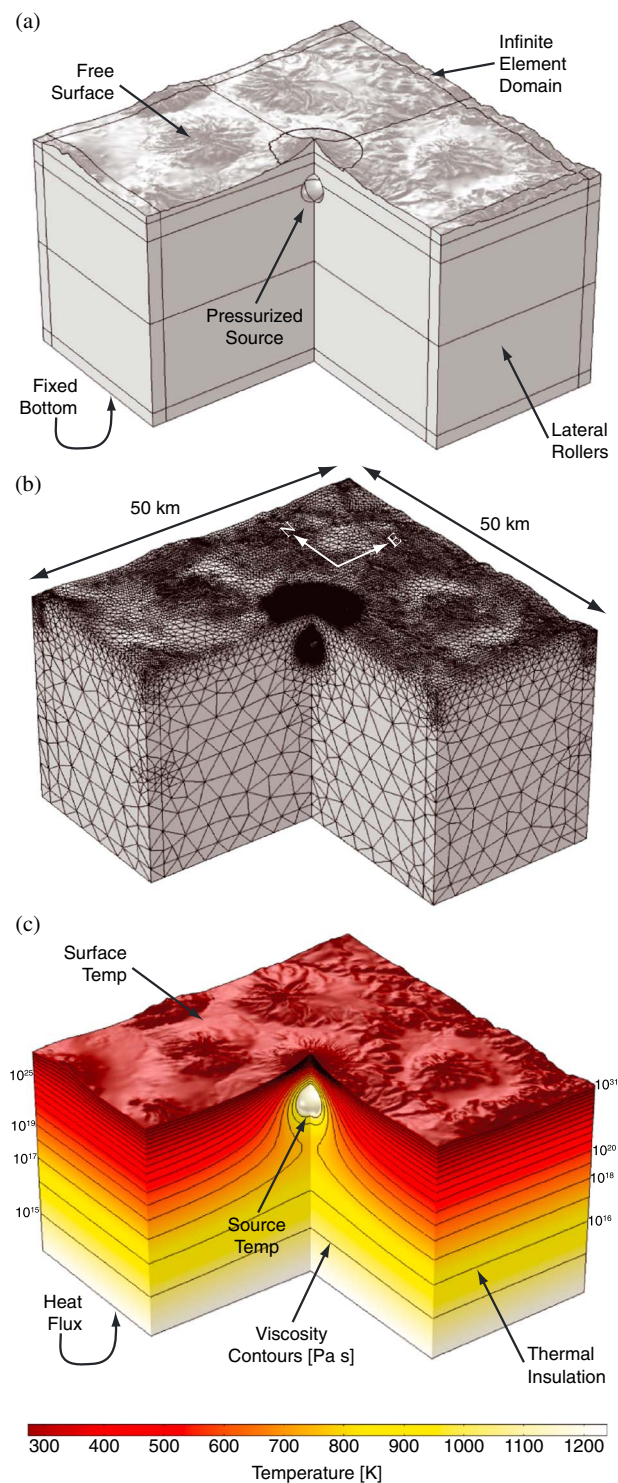 (a)
Free
Surface
Infinite
Element
Domain
Pressurized
Source
Fixed
Bottom
Lateral
Rollers
(b)
50 km
50 km
N
E
(c)
Surface
Temp
10^25
10^19
10^17
10^15
10^31
10^20
10^18
10^16
Source
Temp
Heat
Flux
Viscosity
Contours [Pa s]
Thermal
Insulation
300 400 500 600 700 800 900 1000 1100 1200
Temperature [K]